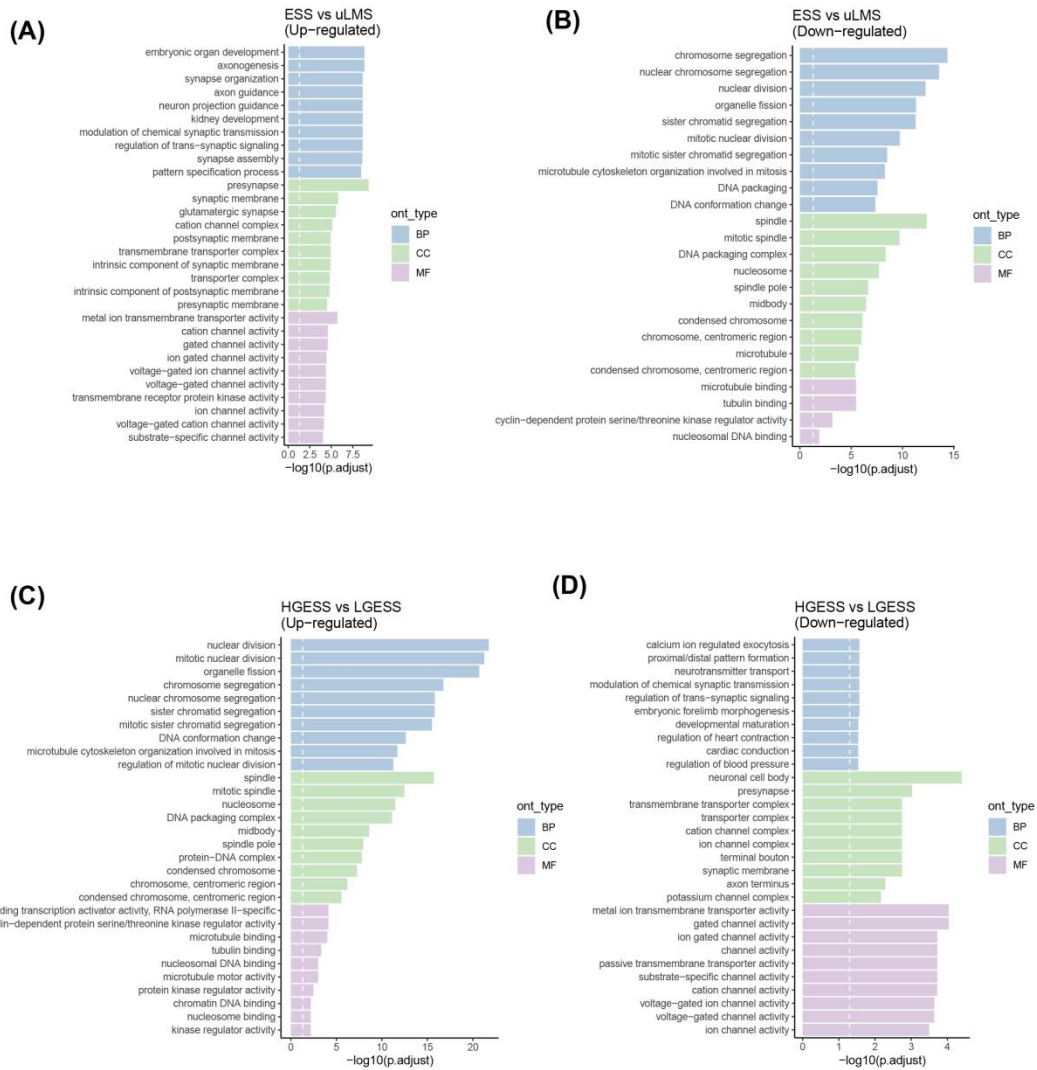 (A)
ESS vs uLMS
(Up-regulated)
embryonic organ development
axonogenesis
synapse organization
axon guidance
neuron projection guidance
kidney development
modulation of chemical synaptic transmission
regulation of trans−synaptic signaling
synapse assembly
pattern specification process
presynapse
synaptic membrane
glutamatergic synapse
cation channel complex
postsynaptic membrane
transmembrane transporter complex
intrinsic component of synaptic membrane
transporter complex
intrinsic component of postsynaptic membrane
presynaptic membrane
metal ion transmembrane transporter activity
cation channel activity
gated channel activity
ion gated channel activity
voltage−gated ion channel activity
voltage−gated channel activity
transmembrane receptor protein kinase activity
ion channel activity
voltage−gated cation channel activity
substrate−specific channel activity
0.0 2.5 5.0 7.5
−log10(p.adjust)
ont_type
BP
CC
MF
(B)
ESS vs uLMS
(Down-regulated)
chromosome segregation
nuclear chromosome segregation
nuclear division
organelle fission
sister chromatid segregation
mitotic nuclear division
mitotic sister chromatid segregation
microtubule cytoskeleton organization involved in mitosis
DNA packaging
DNA conformation change
spindle
mitotic spindle
DNA packaging complex
nucleosome
spindle pole
midbody
condensed chromosome
chromosome, centromeric region
microtubule
condensed chromosome, centromeric region
microtubule binding
tubulin binding
cyclin−dependent protein serine/threonine kinase regulator activity
nucleosomal DNA binding
0 5 10 15
−log10(p.adjust)
ont_type
BP
CC
MF
(C)
HGESS vs LGESS
(Up-regulated)
nuclear division
mitotic nuclear division
organelle fission
chromosome segregation
nuclear chromosome segregation
sister chromatid segregation
mitotic sister chromatid segregation
DNA conformation change
microtubule cytoskeleton organization involved in mitosis
regulation of mitotic nuclear division
spindle
mitotic spindle
nucleosome
DNA packaging complex
midbody
spindle pole
protein−DNA complex
condensed chromosome
chromosome, centromeric region
condensed chromosome, centromeric region
ding transcription activator activity, RNA polymerase II−specific
lin−dependent protein serine/threonine kinase regulator activity
microtubule binding
tubulin binding
nucleosomal DNA binding
microtubule motor activity
protein kinase regulator activity
chromatin DNA binding
nucleosome binding
kinase regulator activity
0 5 10 15 20
−log10(p.adjust)
ont_type
BP
CC
MF
(D)
HGESS vs LGESS
(Down-regulated)
calcium ion regulated exocytosis
proximal/distal pattern formation
neurotransmitter transport
modulation of chemical synaptic transmission
regulation of trans−synaptic signaling
embryonic forelimb morphogenesis
developmental maturation
regulation of heart contraction
cardiac conduction
regulation of blood pressure
neuronal cell body
presynapse
transmembrane transporter complex
transporter complex
cation channel complex
ion channel complex
terminal bouton
synaptic membrane
axon terminus
potassium channel complex
metal ion transmembrane transporter activity
gated channel activity
ion gated channel activity
channel activity
passive transmembrane transporter activity
substrate−specific channel activity
cation channel activity
voltage−gated ion channel activity
voltage−gated channel activity
ion channel activity
0 1 2 3 4
−log10(p.adjust)
ont_type
BP
CC
MF